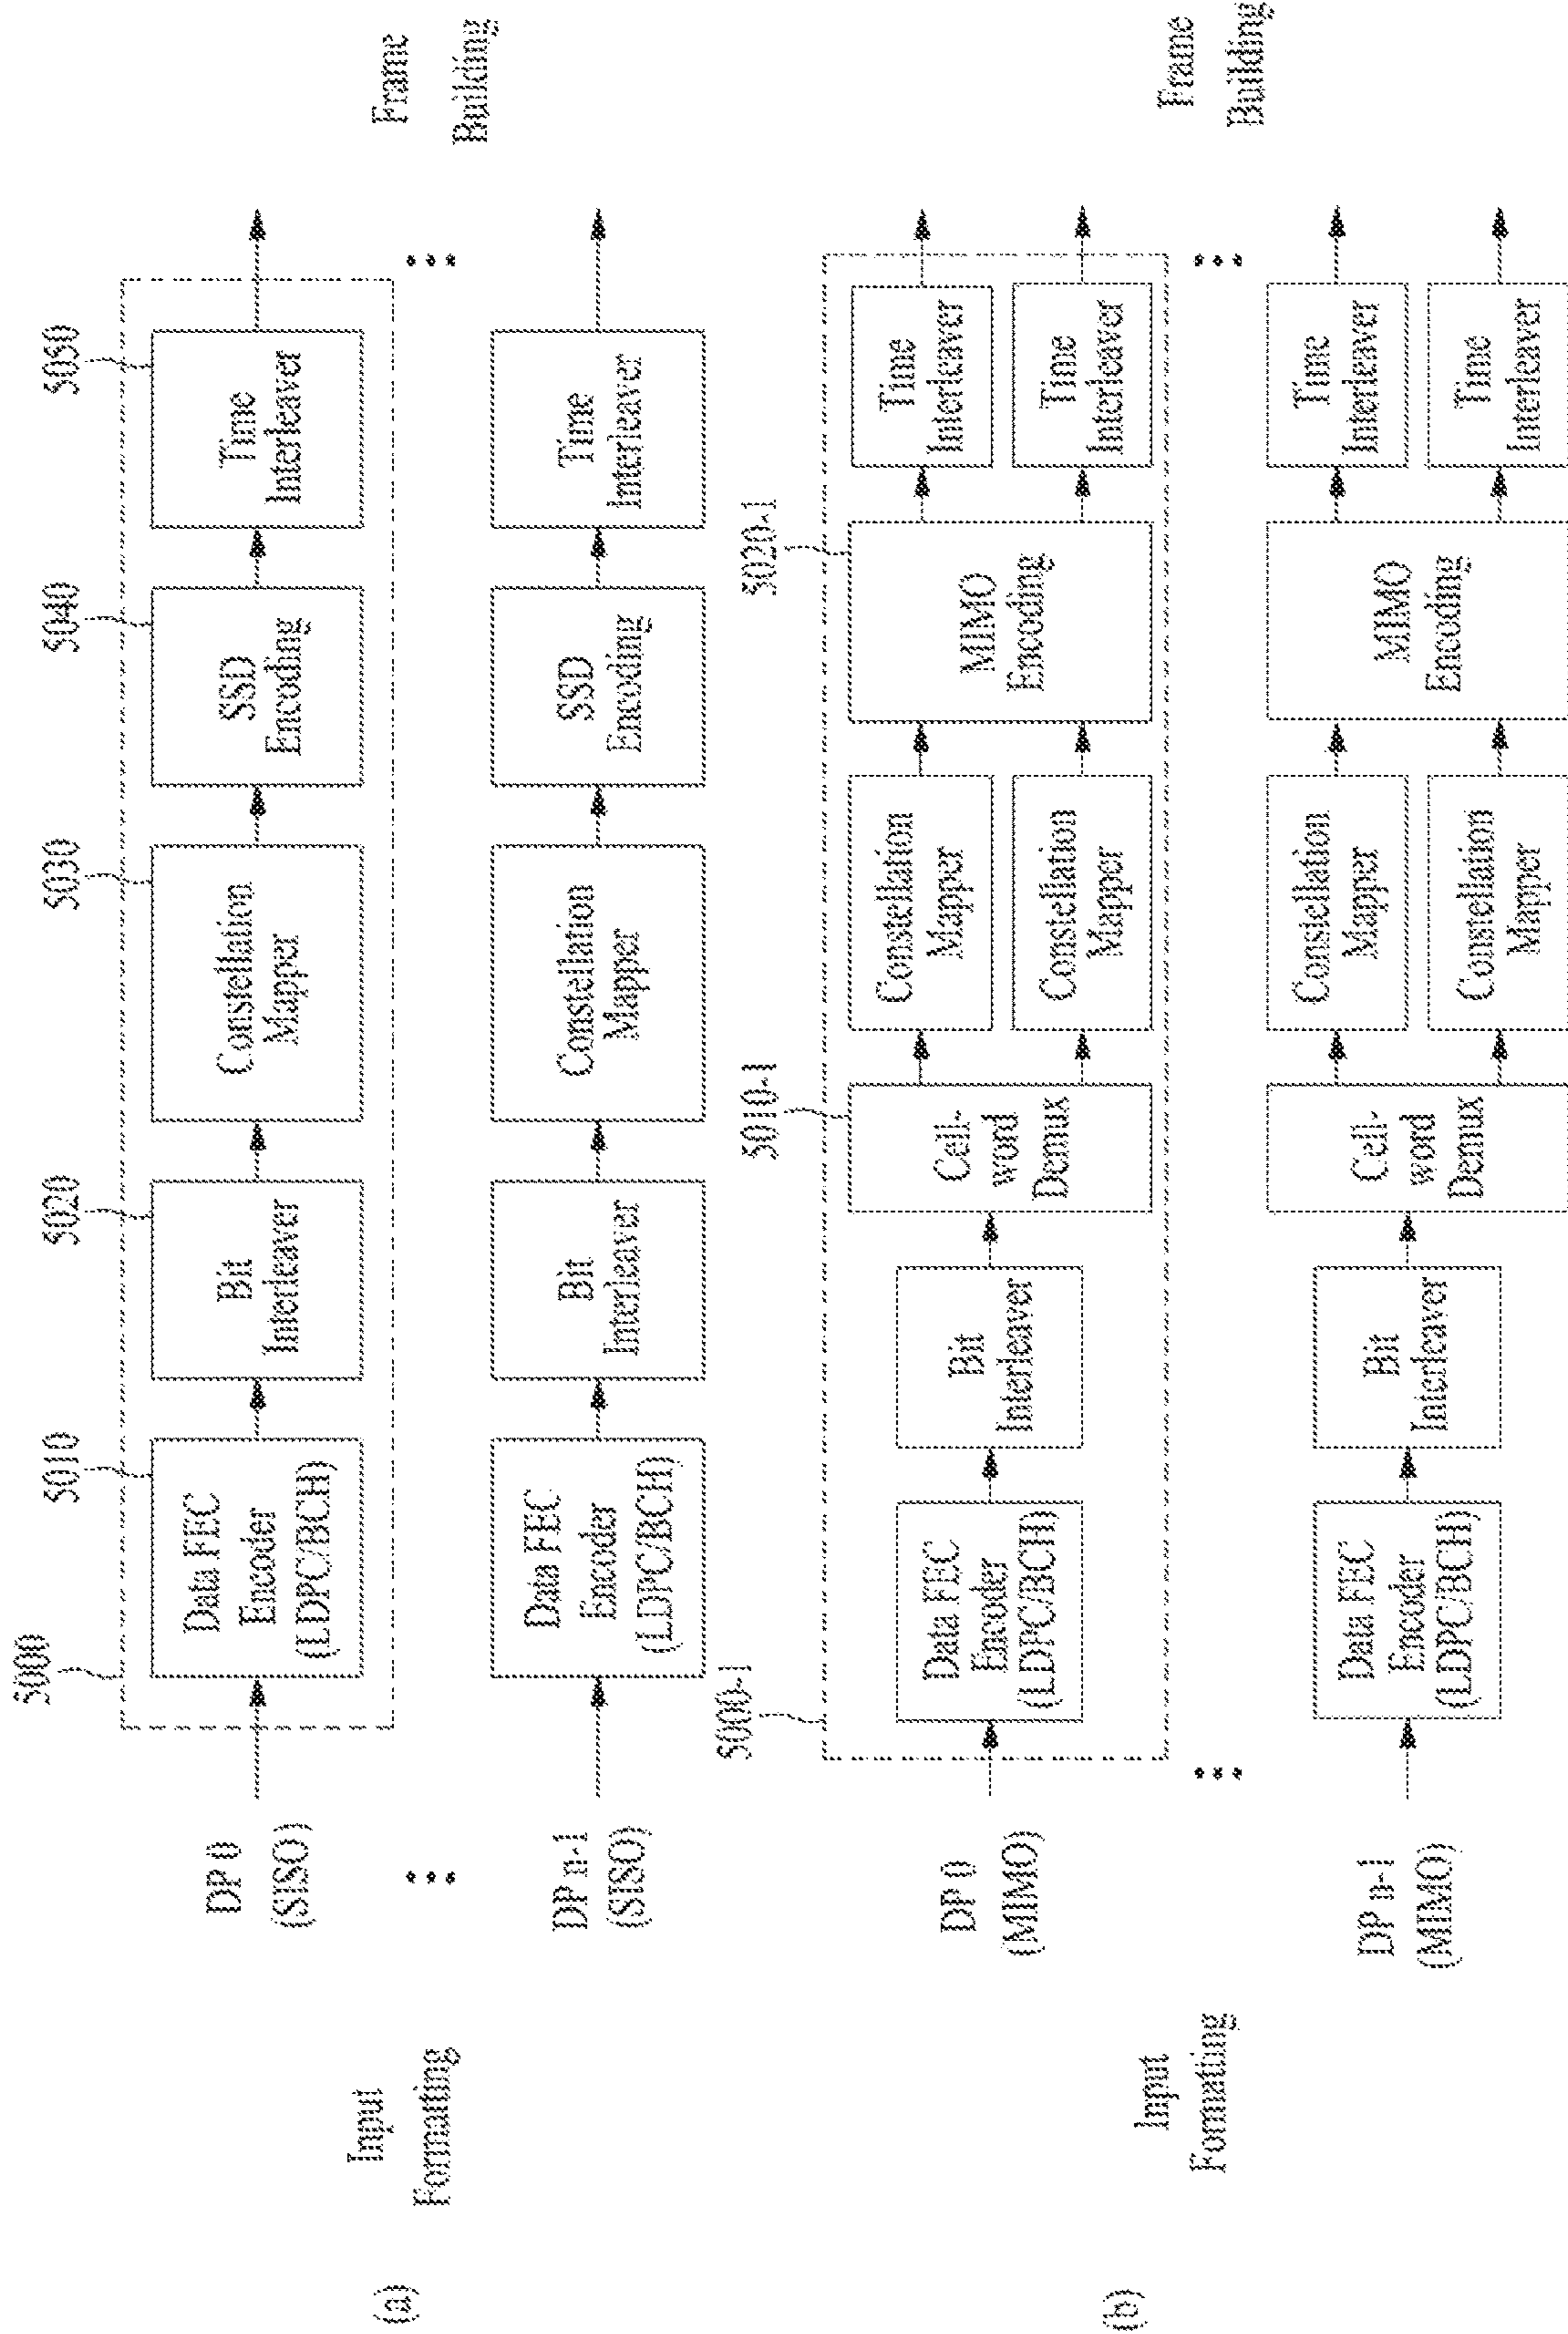 (a)
Input
Formatting
Frame
Building
5000
5010
5020
5030
5040
5050
DP 0
(SISO)
Data FEC
Encoder
(LDPC/BCH)
Bit
Interleaver
Constellation
Mapper
SSD
Encoding
Time
Interleaver
DP n-1
(SISO)
Data FEC
Encoder
(LDPC/BCH)
Bit
Interleaver
Constellation
Mapper
SSD
Encoding
Time
Interleaver
(b)
Input
Formatting
Frame
Building
5000-1
5010-1
5020-1
DP 0
(MIMO)
Data FEC
Encoder
(LDPC/BCH)
Bit
Interleaver
Cell-
word
Demux
Constellation
Mapper
Constellation
Mapper
MIMO
Encoding
Time
Interleaver
Time
Interleaver
DP n-1
(MIMO)
Data FEC
Encoder
(LDPC/BCH)
Bit
Interleaver
Cell-
word
Demux
Constellation
Mapper
Constellation
Mapper
MIMO
Encoding
Time
Interleaver
Time
Interleaver